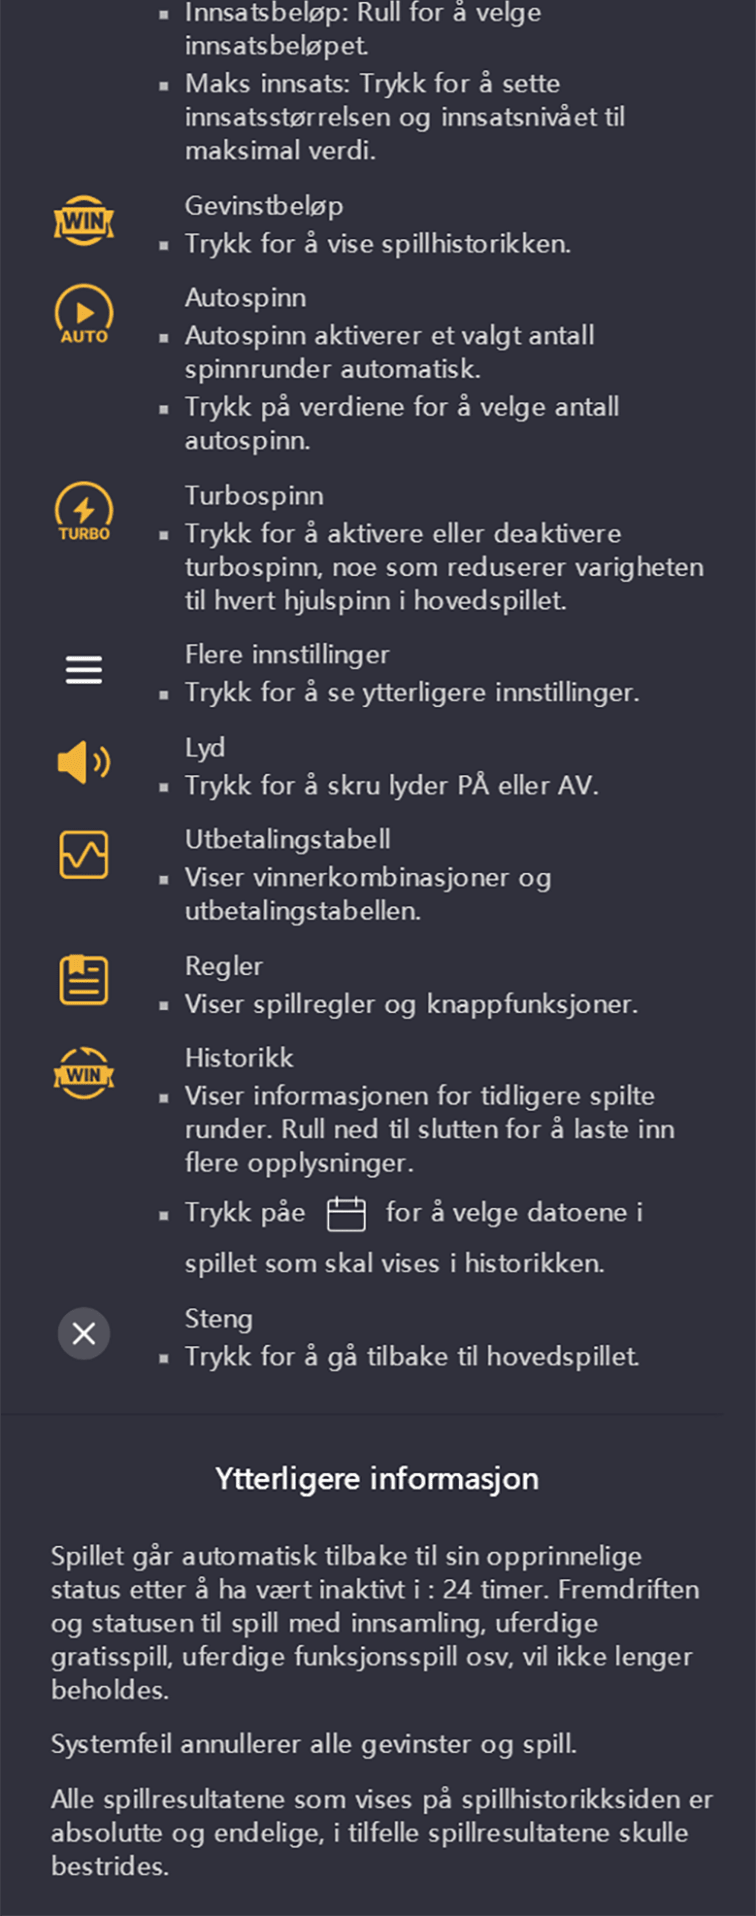 Innsatsbeløp: Rull for å velge
innsatsbeløpet.
Maks innsats: Trykk for å sette
innsatsstørrelsen og innsatsnivået til
maksimal verdi.
WIN
Gevinstbeløp
Trykk for å vise spillhistorikken.
AUTO
Autospinn
Autospinn aktiverer et valgt antall
spinnrunder automatisk.
Trykk på verdiene for å velge antall
autospinn.
TURBO
Turbospinn
Trykk for å aktivere eller deaktivere
turbospinn, noe som reduserer varigheten
til hvert hjulspinn i hovedspillet.
Flere innstillinger
Trykk for å se ytterligere innstillinger.
Lyd
Trykk for å skru lyder PÅ eller AV.
Utbetalingstabell
Viser vinnerkombinasjoner og
utbetalingstabellen.
Regler
Viser spillregler og knappfunksjoner.
WIN
Historikk
Viser informasjonen for tidligere spilte
runder. Rull ned til slutten for å laste inn
flere opplysninger.
Trykk påe for å velge datoene i
spillet som skal vises i historikken.
Steng
Trykk for å gå tilbake til hovedspillet.
Ytterligere informasjon
Spillet går automatisk tilbake til sin opprinnelige
status etter å ha vært inaktivt i : 24 timer. Fremdriften
og statusen til spill med innsamling, uferdige
gratisspill, uferdige funksjonsspill osv, vil ikke lenger
beholdes.
Systemfeil annullerer alle gevinster og spill.
Alle spillresultatene som vises på spillhistorikksiden er
absolutte og endelige, i tilfelle spillresultatene skulle
bestrides.